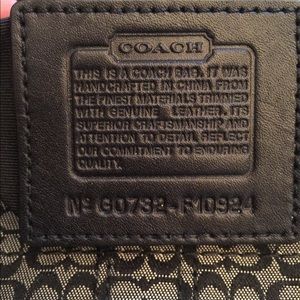 COACH
THIS IS A COACH BAG. IT WAS
HANDCRAFTED IN CHINA FROM
THE FINEST MATERIALS TRIMMED
WITH GENUINE LEATHER. ITS
SUPERIOR CRAFTSMANSHIP AND
ATTENTION TO DETAIL REFLECT
OUR COMMITMENT TO ENDURING
QUALITY.
Nº G0732-F10924